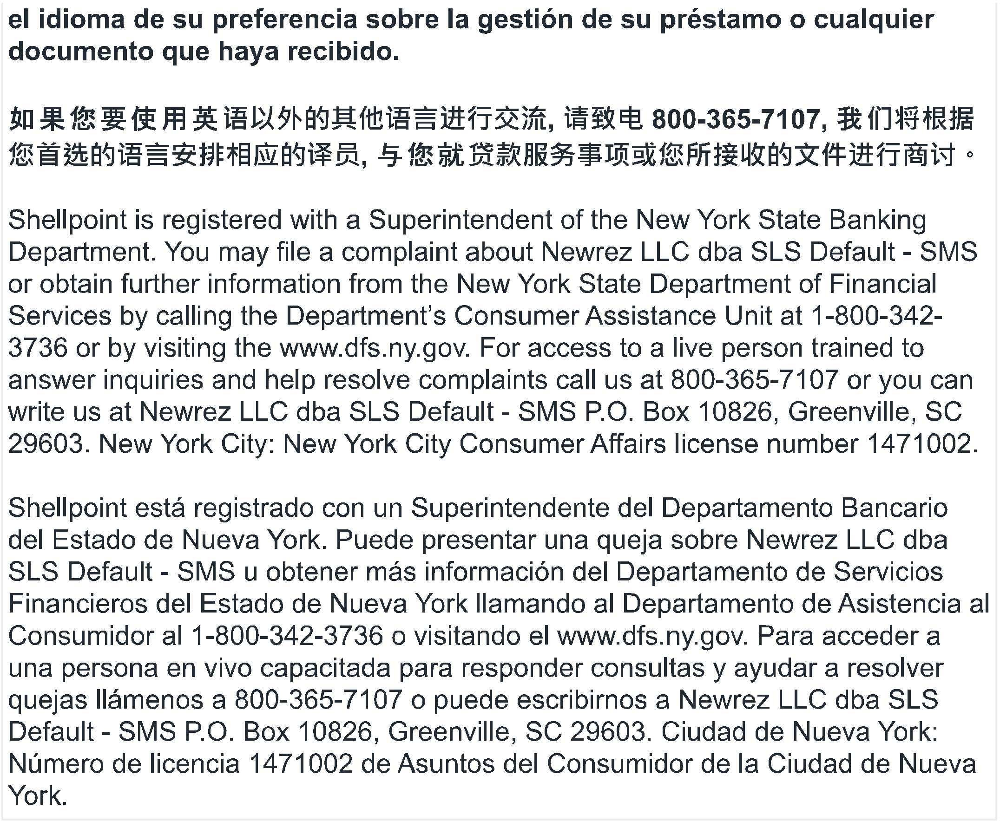 el idioma de su preferencia sobre la gestión de su préstamo o cualquier
documento que haya recibido.
如果您要使用英语以外的其他语言进行交流, 请致电 800-365-7107, 我们将根据
您首选的语言安排相应的译员, 与您就贷款服务事项或您所接收的文件进行商讨。
Shellpoint is registered with a Superintendent of the New York State Banking
Department. You may file a complaint about Newrez LLC dba SLS Default - SMS
or obtain further information from the New York State Department of Financial
Services by calling the Department’s Consumer Assistance Unit at 1-800-342-
3736 or by visiting the www.dfs.ny.gov. For access to a live person trained to
answer inquiries and help resolve complaints call us at 800-365-7107 or you can
write us at Newrez LLC dba SLS Default - SMS P.O. Box 10826, Greenville, SC
29603. New York City: New York City Consumer Affairs license number 1471002.
Shellpoint está registrado con un Superintendente del Departamento Bancario
del Estado de Nueva York. Puede presentar una queja sobre Newrez LLC dba
SLS Default - SMS u obtener más información del Departamento de Servicios
Financieros del Estado de Nueva York llamando al Departamento de Asistencia al
Consumidor al 1-800-342-3736 o visitando el www.dfs.ny.gov. Para acceder a
una persona en vivo capacitada para responder consultas y ayudar a resolver
quejas llámenos a 800-365-7107 o puede escribirnos a Newrez LLC dba SLS
Default - SMS P.O. Box 10826, Greenville, SC 29603. Ciudad de Nueva York:
Número de licencia 1471002 de Asuntos del Consumidor de la Ciudad de Nueva
York.